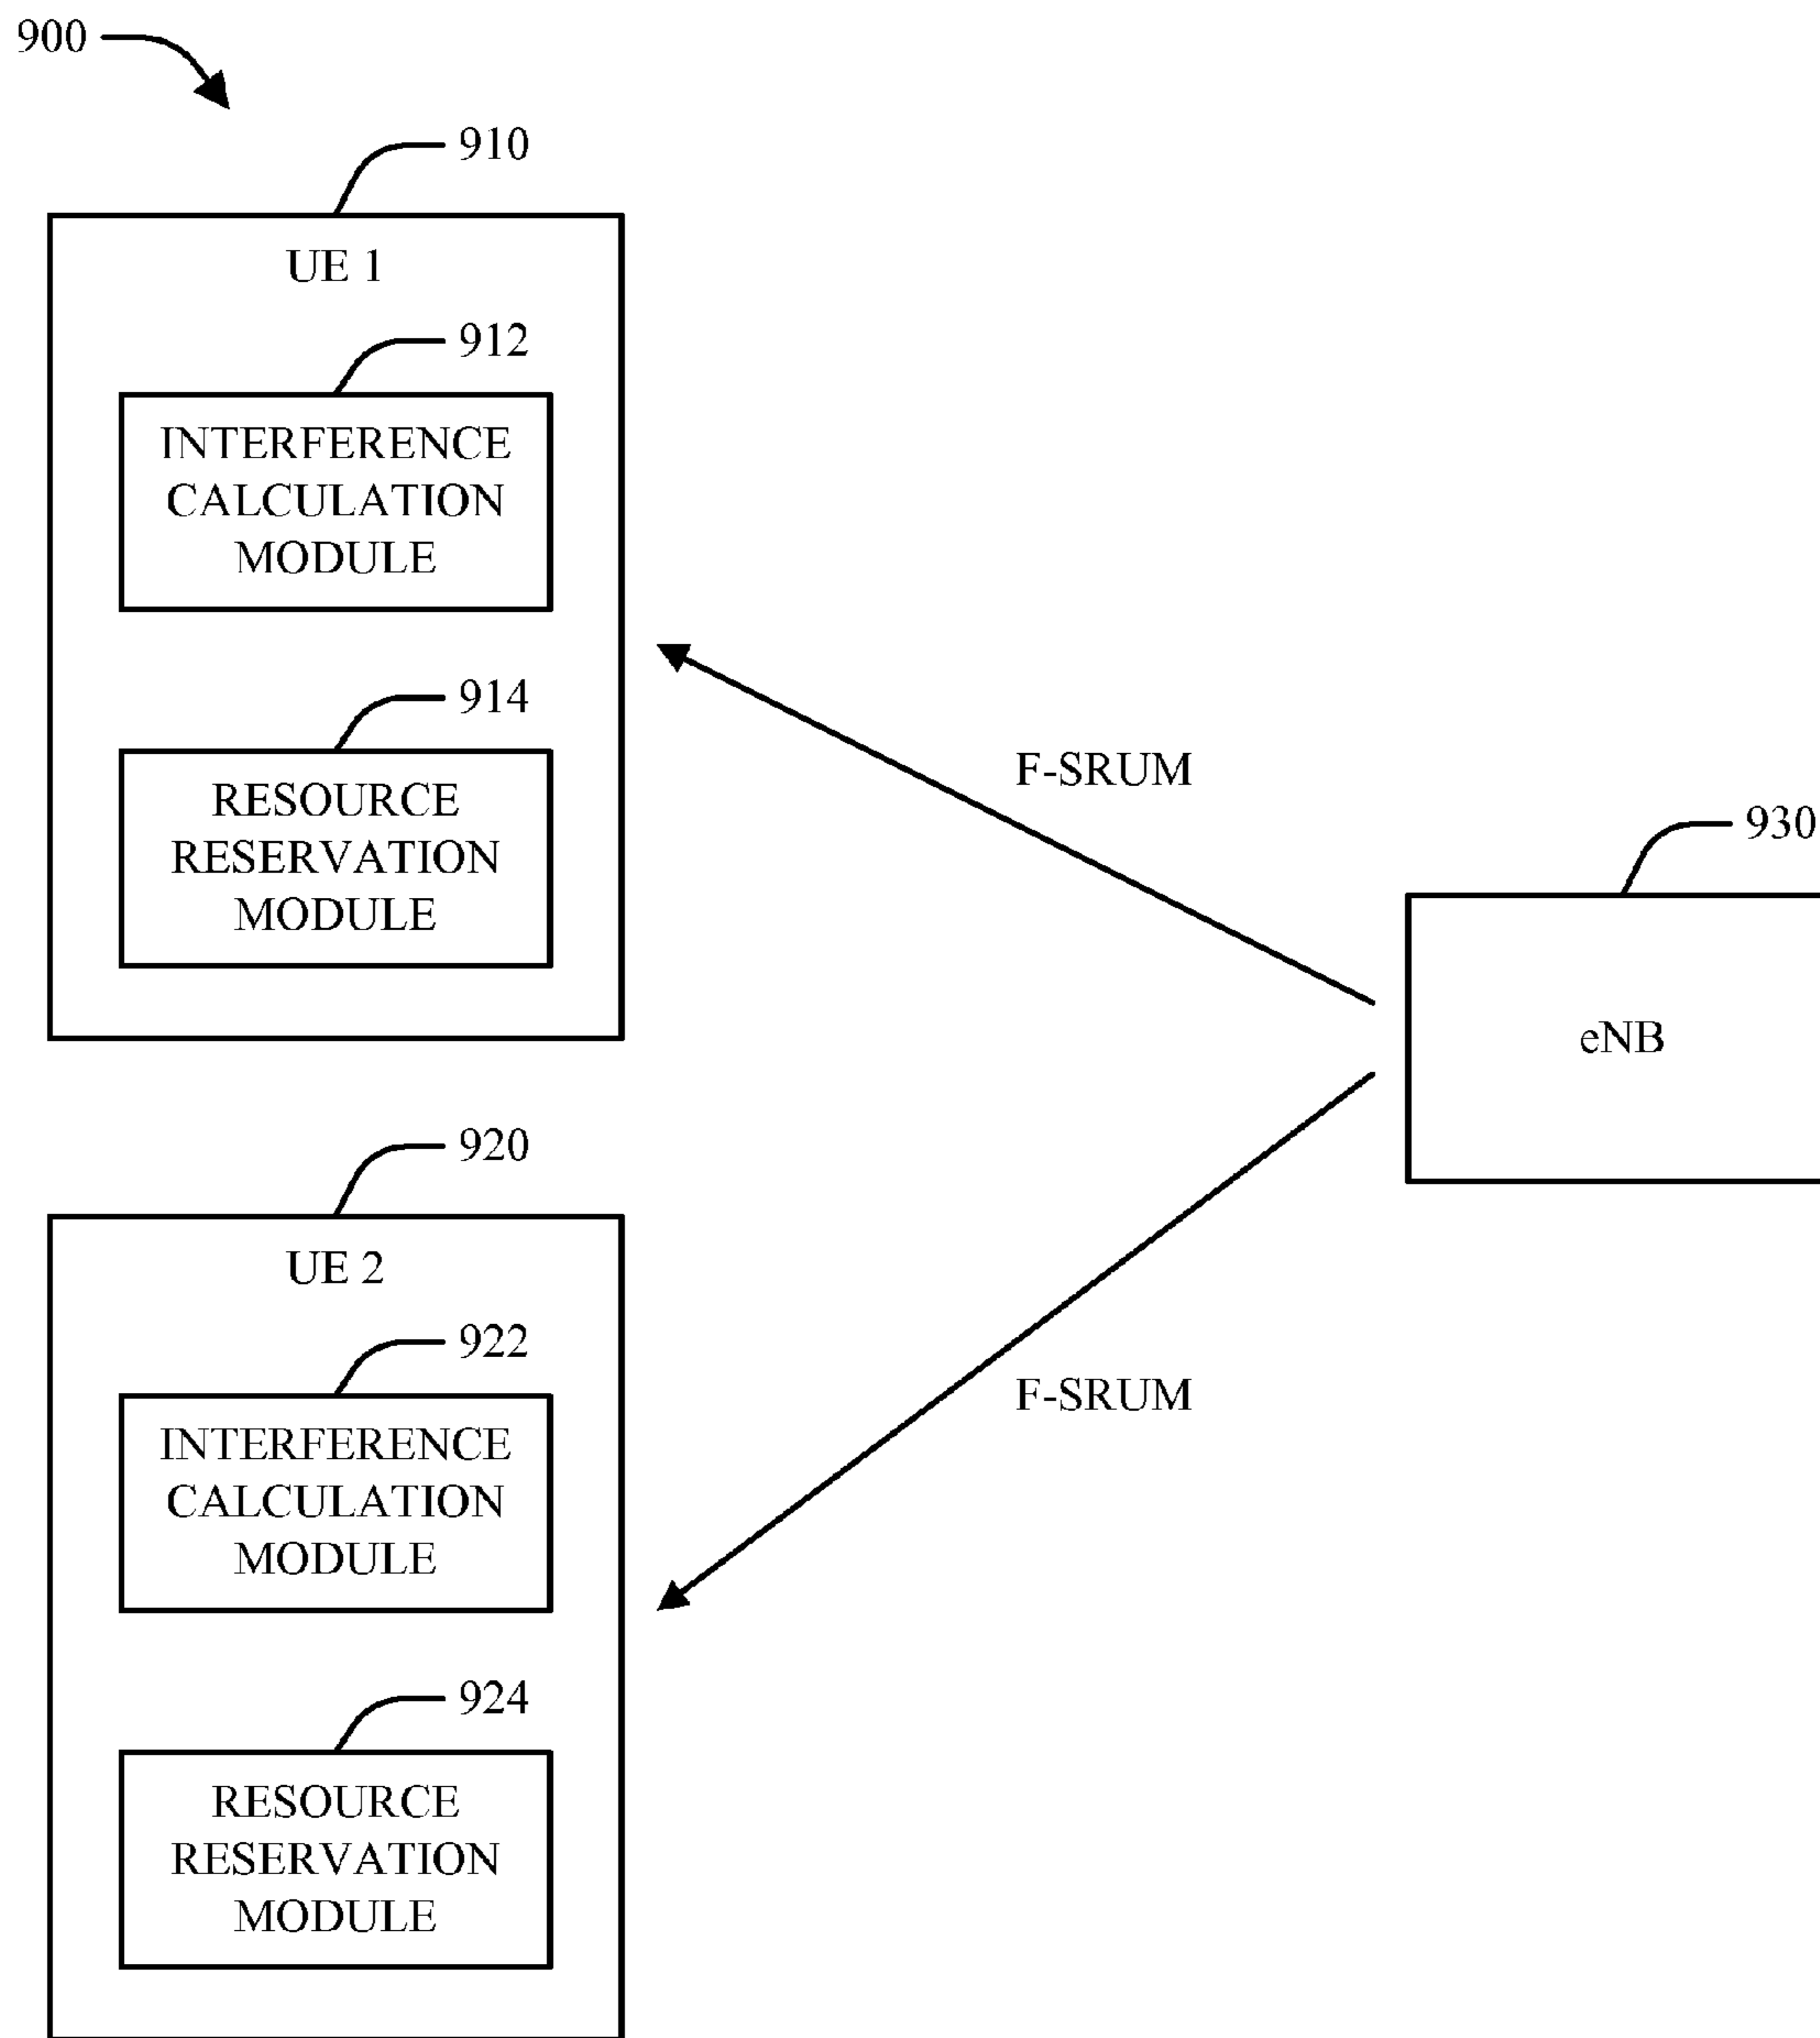 900
910
UE 1
912
INTERFERENCE
CALCULATION
MODULE
914
RESOURCE
RESERVATION
MODULE
F-SRUM
930
eNB
920
UE 2
922
INTERFERENCE
CALCULATION
MODULE
F-SRUM
924
RESOURCE
RESERVATION
MODULE